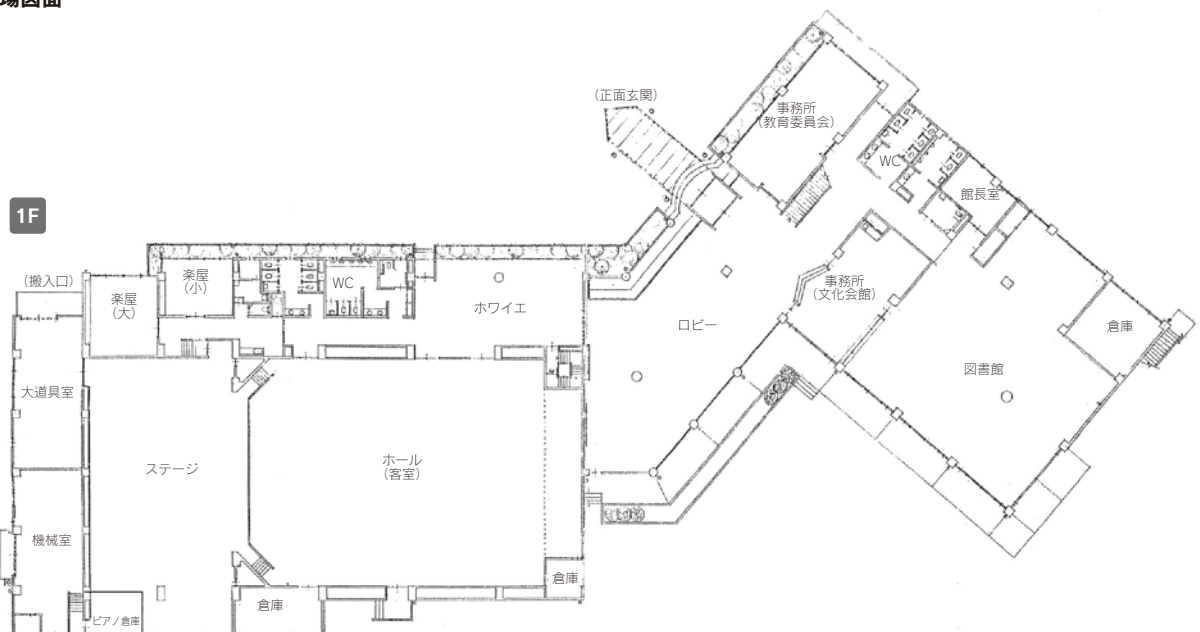 場図面
1F
(正面玄関)
事務所
(教育委員会)
WC
館長室
(搬入口)
楽屋
(大)
楽屋
(小)
WC
ホワイエ
ロビー
事務所
(文化会館)
図書館
倉庫
大道具室
ステージ
ホール
(客室)
機械室
倉庫
倉庫
ピアノ倉庫